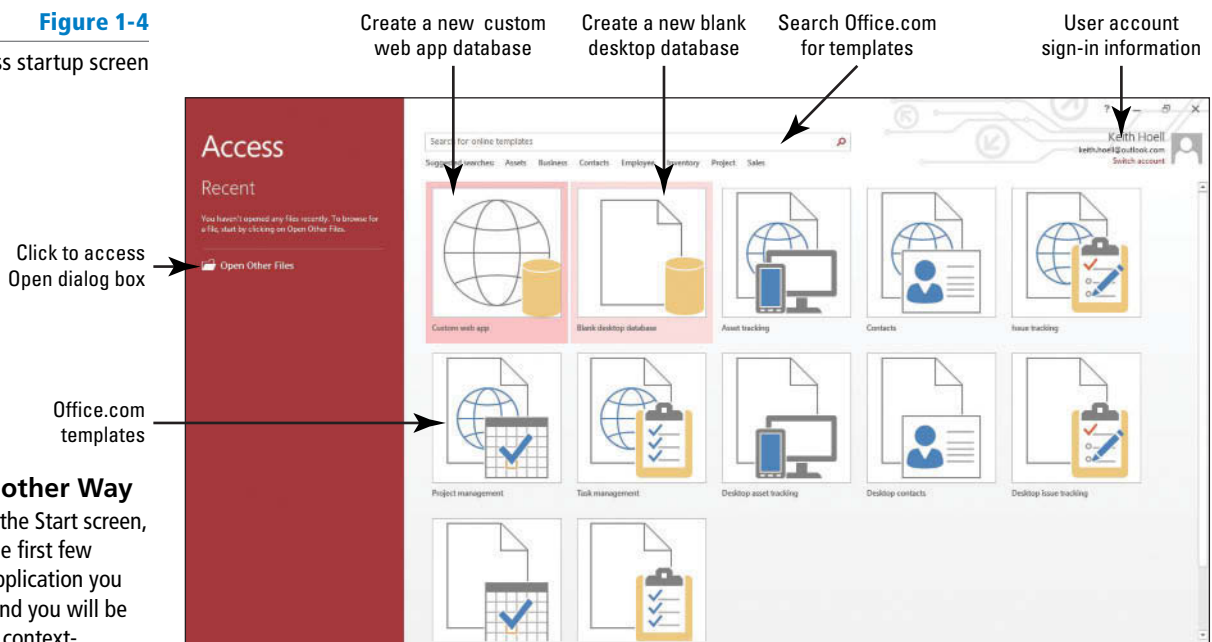 Figure 1-4
ss startup screen
Create a new custom
web app database
Create a new blank
desktop database
Search Office.com
for templates
User account
sign-in information
Click to access
Open dialog box
Office.com
templates
other Way
the Start screen,
e first few
pplication you
nd you will be
context-
Access
Recent
You haven't opened any files recently. To browse for
a file, start by clicking on Open Other Files.
Open Other Files
Search for online templates
Suggested searches: Assets Business Contacts Employee Inventory Project Sales
?
Keith Hoell
keith.hoell@outlook.com
Switch account
Custom web app
Blank desktop database
Asset tracking
Contacts
Issue tracking
Project management
Task management
Desktop asset tracking
Desktop contacts
Desktop issue tracking